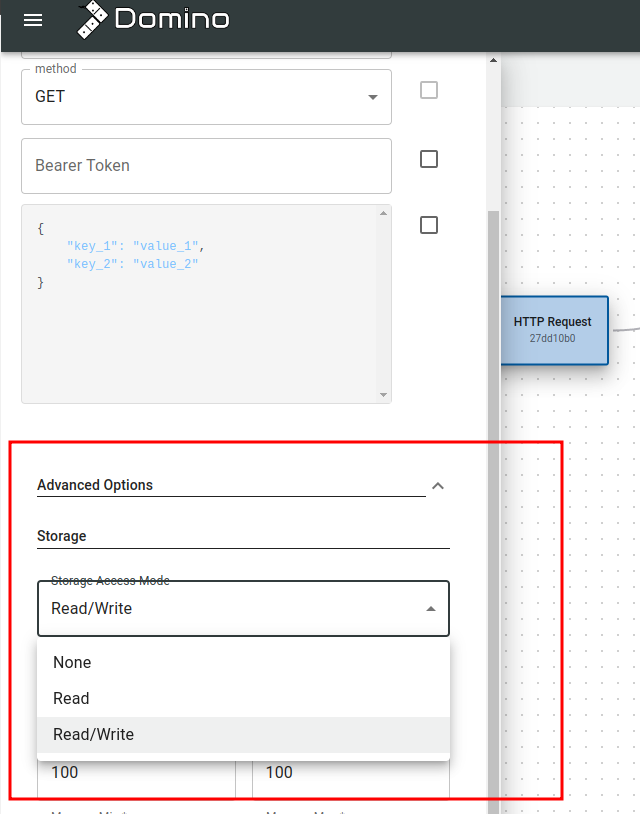 Domino
method
GET
Bearer Token
{
"key_1": "value_1",
"key_2": "value_2"
}
HTTP Request
27dd10b0
Advanced Options
Storage
Storage Access Mode
Read/Write
None
Read
Read/Write
100 100